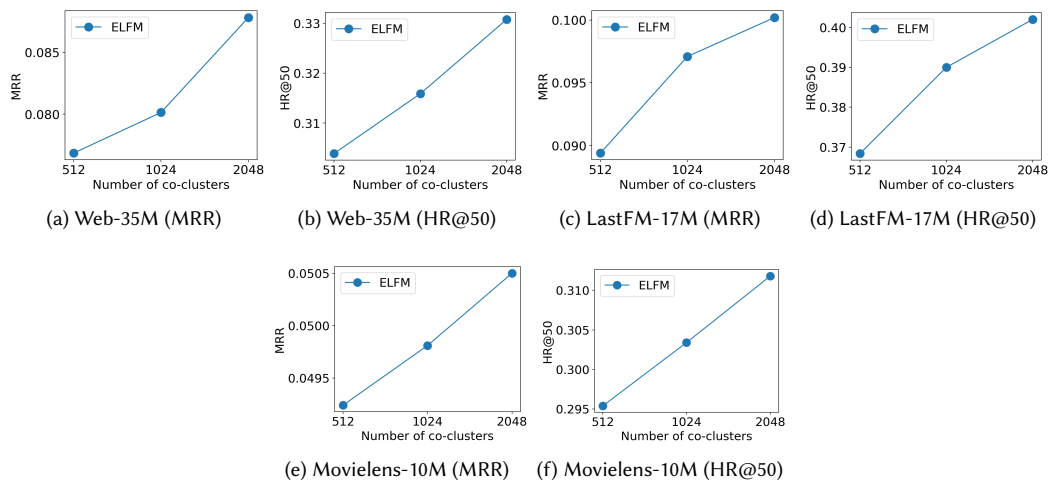 ELFM
MRR
0.085
0.080
512 1024 2048
Number of co-clusters
(a) Web-35M (MRR)
ELFM
HR@50
0.33
0.32
0.31
512 1024 2048
Number of co-clusters
(b) Web-35M (HR@50)
ELFM
MRR
0.100
0.095
0.090
512 1024 2048
Number of co-clusters
(c) LastFM-17M (MRR)
ELFM
HR@50
0.40
0.39
0.38
0.37
512 1024 2048
Number of co-clusters
(d) LastFM-17M (HR@50)
ELFM
MRR
0.0505
0.0500
0.0495
512 1024 2048
Number of co-clusters
(e) Movielens-10M (MRR)
ELFM
HR@50
0.310
0.305
0.300
0.295
512 1024 2048
Number of co-clusters
(f) Movielens-10M (HR@50)